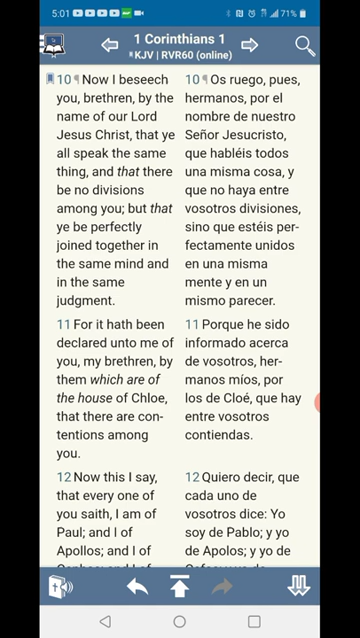 5:01
71%
1 Corinthians 1
KJV | RVR60 (online)
10 ¶ Now I beseech
you, brethren, by the
name of our Lord
Jesus Christ, that ye
all speak the same
thing, and that there
be no divisions
among you; but that
ye be perfectly
joined together in
the same mind and
in the same
judgment.
11 For it hath been
declared unto me of
you, my brethren, by
them which are of
the house of Chloe,
that there are con-
tentions among
you.
12 Now this I say,
that every one of
you saith, I am of
Paul; and I of
Apollos; and I of
10 ¶ Os ruego, pues,
hermanos, por el
nombre de nuestro
Señor Jesucristo,
que habléis todos
una misma cosa, y
que no haya entre
vosotros divisiones,
sino que estéis per-
fectamente unidos
en una misma
mente y en un
mismo parecer.
11 Porque he sido
informado acerca
de vosotros, her-
manos míos, por
los de Cloé, que hay
entre vosotros
contiendas.
12 Quiero decir, que
cada uno de
vosotros dice: Yo
soy de Pablo; y yo
de Apolos; y yo de